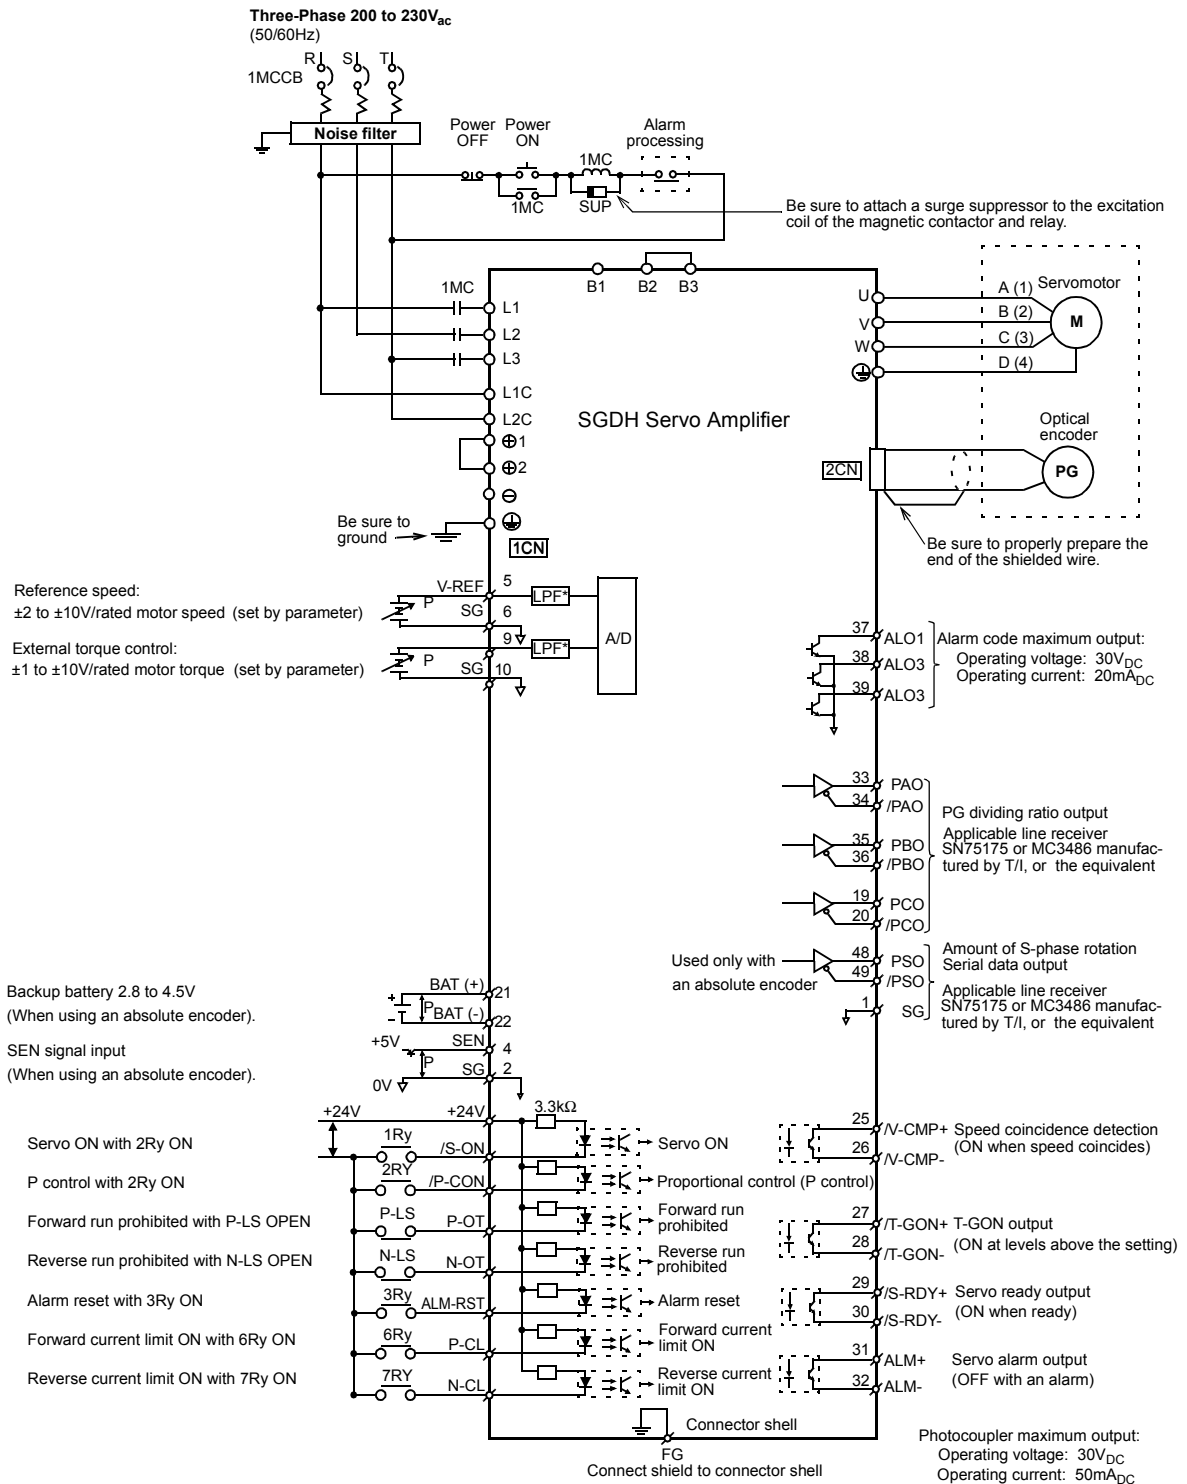 Three-Phase 200 to 230Vac
(50/60Hz)
R S T
1MCCB
Noise filter
Power OFF
Power ON
Alarm processing
1MC
1MC
SUP
Be sure to attach a surge suppressor to the excitation
coil of the magnetic contactor and relay.
B1 B2 B3
1MC
L1
L2
L3
L1C
L2C
⊕1
⊕2
⊖
SGDH Servo Amplifier
U
V
W
A (1)
B (2)
C (3)
D (4)
Servomotor
M
Optical
encoder
PG
2CN
Be sure to properly prepare the
end of the shielded wire.
Be sure to
ground
1CN
Reference speed:
±2 to ±10V/rated motor speed (set by parameter)
External torque control:
±1 to ±10V/rated motor torque (set by parameter)
V-REF 5
P
SG 6
LPF*
9
P
SG 10
LPF*
A/D
37 ALO1
38 ALO3
39 ALO3
Alarm code maximum output:
Operating voltage: 30VDC
Operating current: 20mADC
33 PAO
34 /PAO
35 PBO
36 /PBO
19 PCO
20 /PCO
PG dividing ratio output
Applicable line receiver
SN75175 or MC3486 manufac-
tured by T/I, or the equivalent
Used only with
an absolute encoder
48 PSO
49 /PSO
1 SG
Amount of S-phase rotation
Serial data output
Applicable line receiver
SN75175 or MC3486 manufac-
tured by T/I, or the equivalent
Backup battery 2.8 to 4.5V
(When using an absolute encoder).
+ BAT (+) 21
P
- BAT (-) 22
SEN signal input
(When using an absolute encoder).
+5V SEN 4
P
0V SG 2
+24V +24V 3.3kΩ
Servo ON with 2Ry ON
1Ry /S-ON
Servo ON
P control with 2Ry ON
2RY /P-CON
Proportional control (P control)
Forward run prohibited with P-LS OPEN
P-LS P-OT
Forward run
prohibited
Reverse run prohibited with N-LS OPEN
N-LS N-OT
Reverse run
prohibited
Alarm reset with 3Ry ON
3Ry ALM-RST
Alarm reset
Forward current limit ON with 6Ry ON
6Ry P-CL
Forward current
limit ON
Reverse current limit ON with 7Ry ON
7RY N-CL
Reverse current
limit ON
25 /V-CMP+ Speed coincidence detection
26 /V-CMP- (ON when speed coincides)
27 /T-GON+ T-GON output
28 /T-GON- (ON at levels above the setting)
29 /S-RDY+ Servo ready output
30 /S-RDY- (ON when ready)
31 ALM+ Servo alarm output
32 ALM- (OFF with an alarm)
Connector shell
FG
Connect shield to connector shell
Photocoupler maximum output:
Operating voltage: 30VDC
Operating current: 50mADC